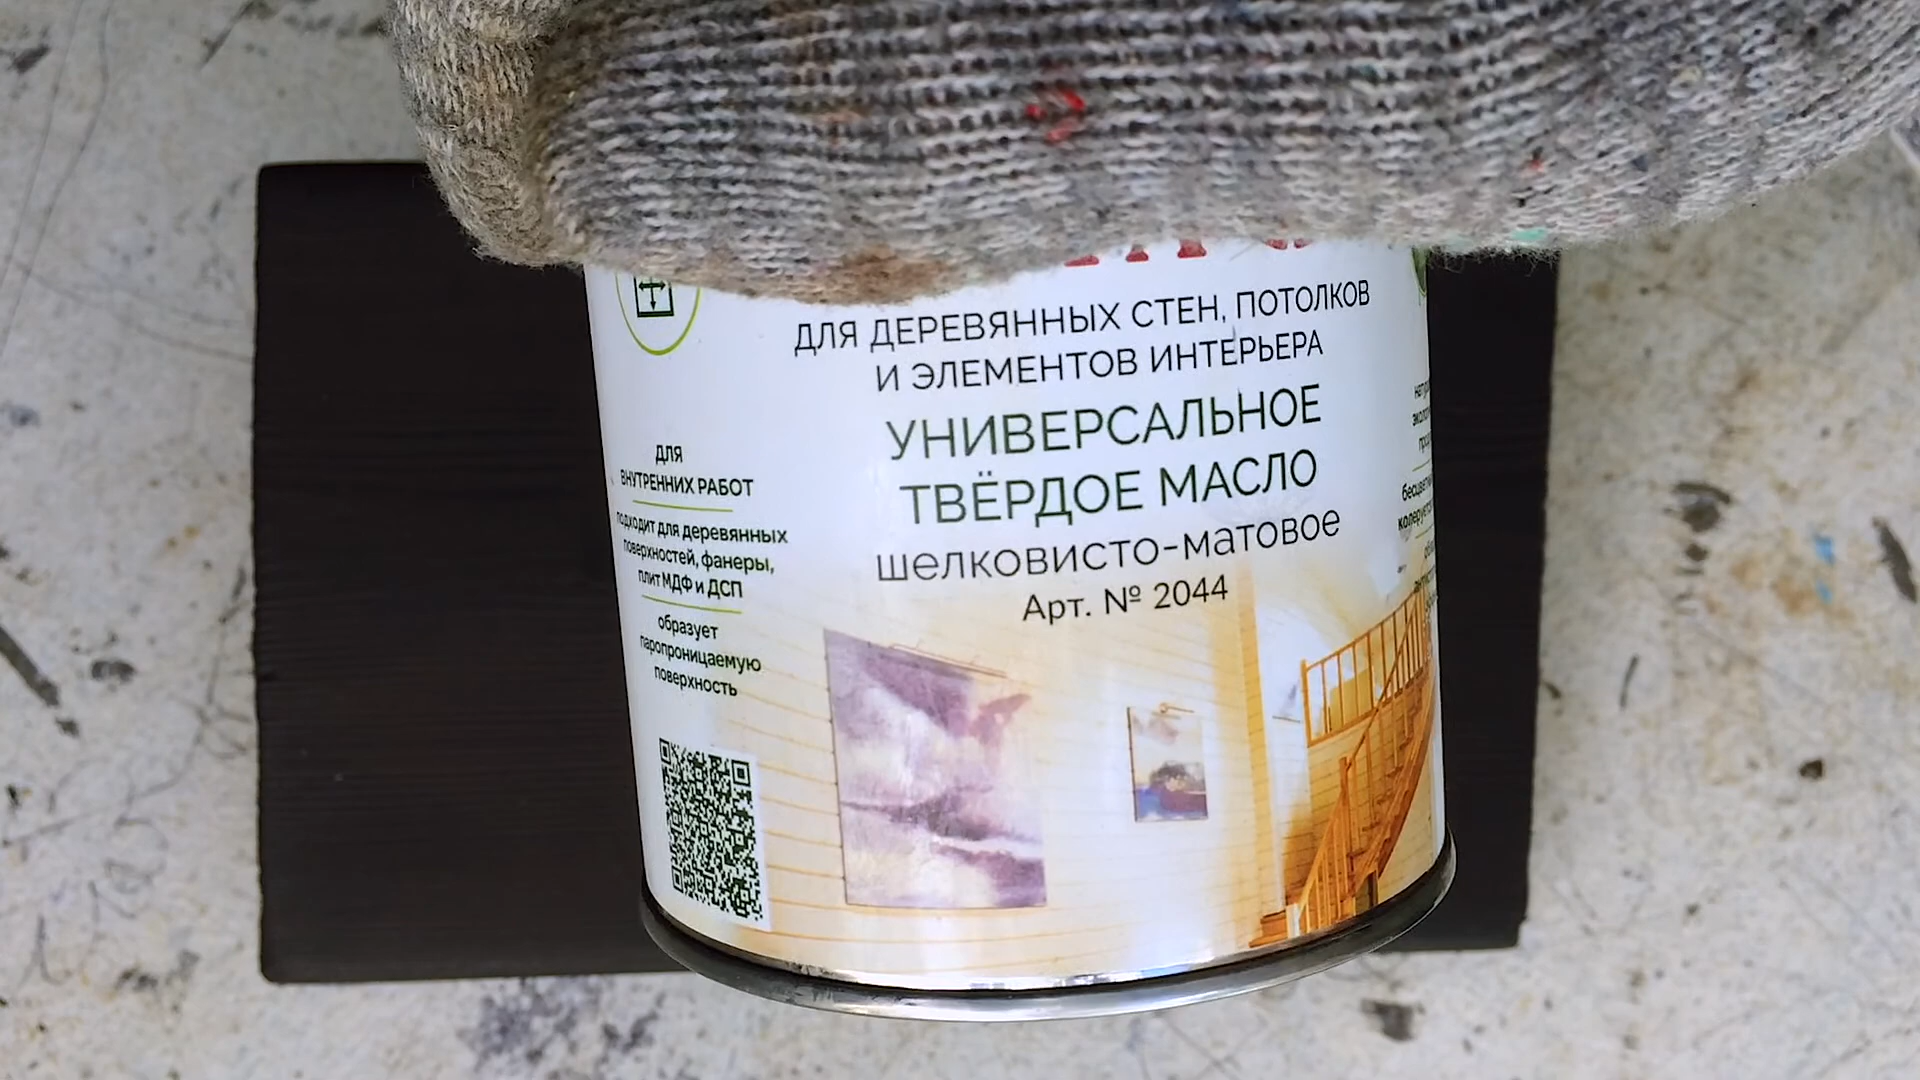 ДЛЯ ДЕРЕВЯННЫХ СТЕН, ПОТОЛКОВ
И ЭЛЕМЕНТОВ ИНТЕРЬЕРА
УНИВЕРСАЛЬНОЕ
ТВЁРДОЕ МАСЛО
шелковисто-матовое
Арт. № 2044
ДЛЯ
ВНУТРЕННИХ РАБОТ
подходит для деревянных
поверхностей, фанеры,
плит МДФ и ДСП
образует
паропроницаемую
поверхность